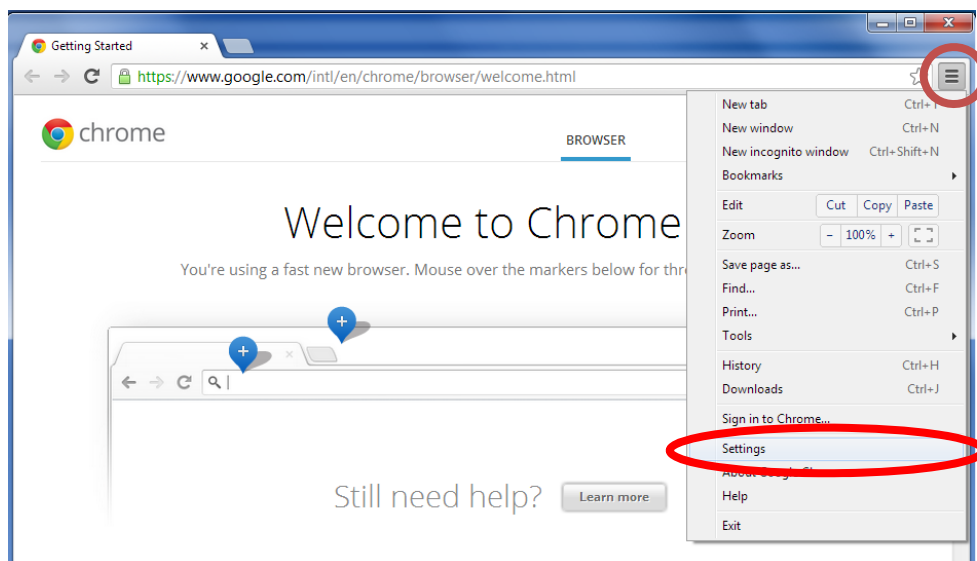 Getting Started
https://www.google.com/intl/en/chrome/browser/welcome.html
chrome
BROWSER
Welcome to Chrome
You're using a fast new browser. Mouse over the markers below for
New tab
New window Ctrl+N
New incognito window Ctrl+Shift+N
Bookmarks
Edit Cut Copy Paste
Zoom - 100% +
Save page as... Ctrl+S
Find... Ctrl+F
Print... Ctrl+P
Tools
History Ctrl+H
Downloads Ctrl+J
Sign in to Chrome...
Settings
Help
Exit
Still need help? Learn more